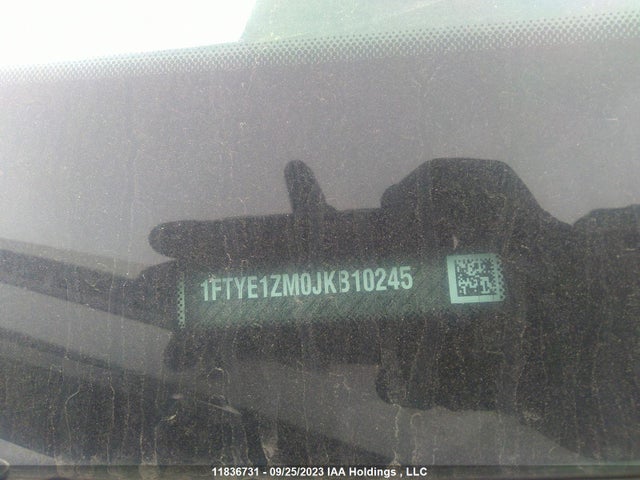 1FTYE1ZM0JKB10245
11836731 - 09/25/2023 IAA Holdings , LLC